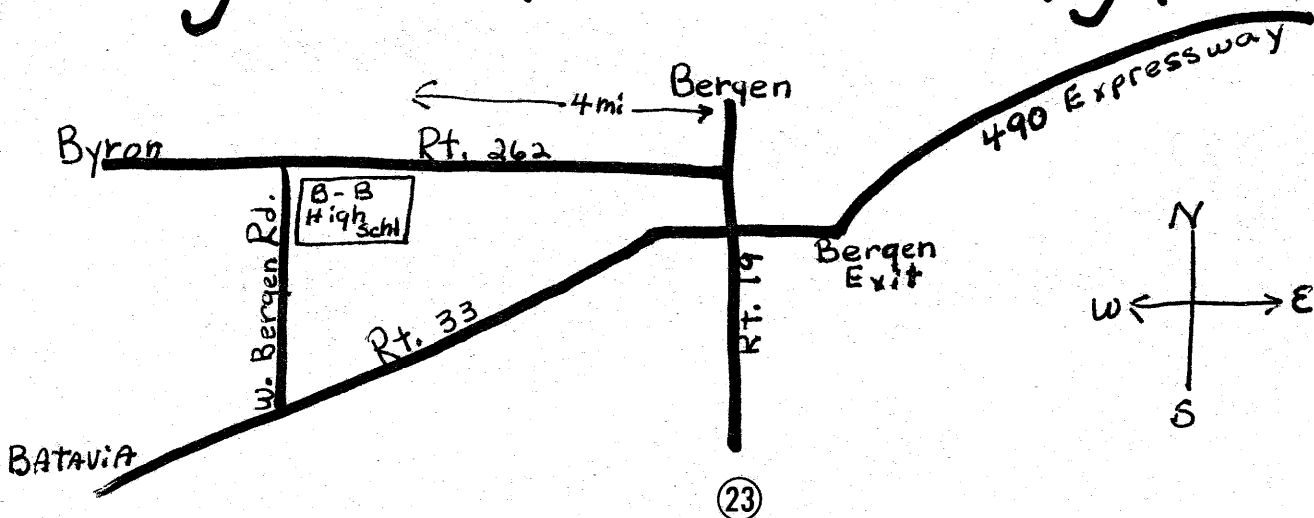 Bergen
490 Expressway
4mi
Byron
Rt. 262
B-B
High
Schl
W. Bergen Rd.
Rt. 33
Rt. 19
Bergen
Exit
N
W
E
S
BATAViA
23